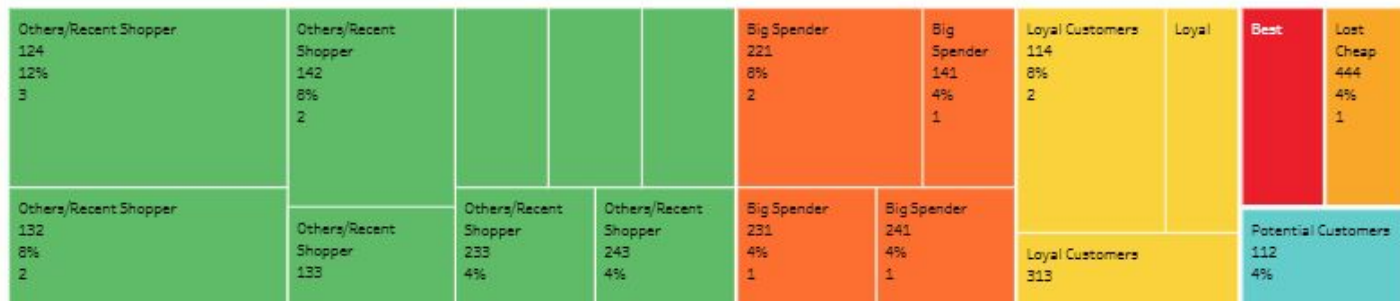 Others/Recent Shopper
124
12%
3
Others/Recent
Shopper
142
8%
2
Big Spender
221
8%
2
Big
Spender
141
4%
1
Loyal Customers
114
8%
2
Loyal
Best
Lost
Cheap
444
4%
1
Others/Recent Shopper
132
8%
2
Others/Recent
Shopper
133
Others/Recent
Shopper
233
4%
Others/Recent
Shopper
243
4%
Big Spender
231
4%
1
Big Spender
241
4%
1
Loyal Customers
313
Potential Customers
112
4%